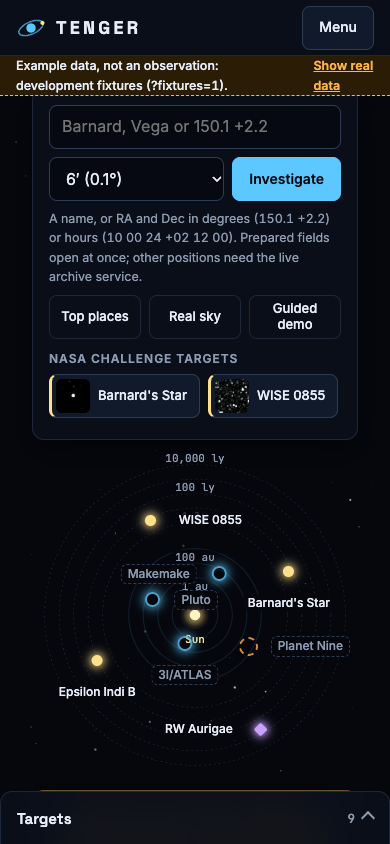 TENGER
Menu
Example data, not an observation:
development fixtures (?fixtures=1).
Show real
data
Barnard, Vega or 150.1 +2.2
6′ (0.1°)
Investigate
A name, or RA and Dec in degrees (150.1 +2.2)
or hours (10 00 24 +02 12 00). Prepared fields
open at once; other positions need the live
archive service.
Top places
Real sky
Guided
demo
NASA CHALLENGE TARGETS
Barnard's Star
WISE 0855
10,000 ly
100 ly
WISE 0855
100 au
Makemake
1 au
Pluto
Barnard's Star
Sun
Planet Nine
3I/ATLAS
Epsilon Indi B
RW Aurigae
Targets
9